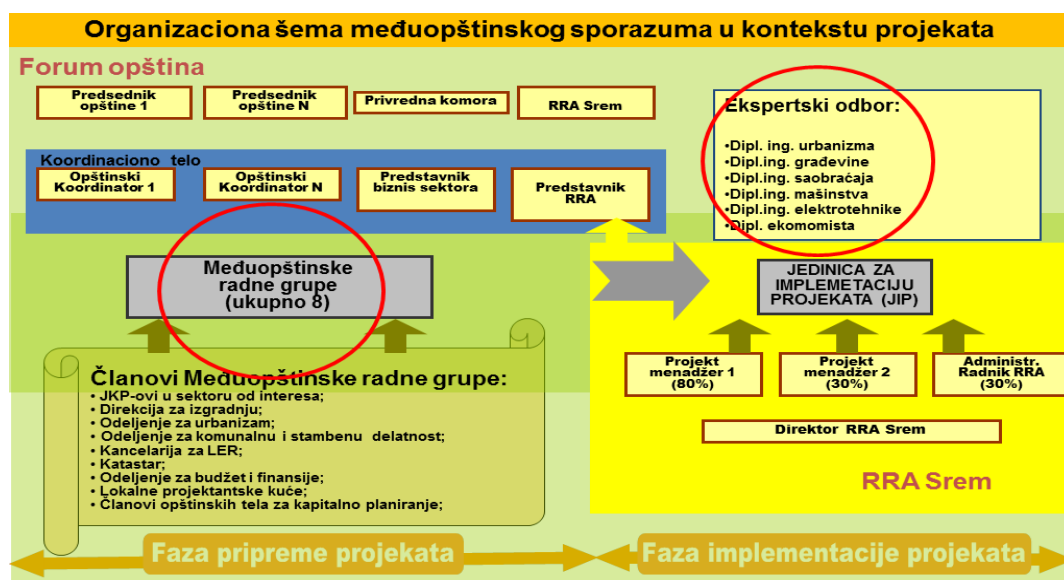 Organizaciona šema međuopštinskog sporazuma u kontekstu projekata
Forum opština
Predsednik
opštine 1
Predsednik
opštine N
Privredna komora
RRA Srem
Koordinaciono telo
Opštinski
Koordinator 1
Opštinski
Koordinator N
Predstavnik
biznis sektora
Predstavnik
RRA
Ekspertski odbor:
•Dipl. ing. urbanizma
•Dipl.ing. građevine
•Dipl.ing. saobraćaja
•Dipl.ing. mašinstva
•Dipl.ing. elektrotehnike
•Dipl. ekomomista
Međuopštinske
radne grupe
(ukupno 8)
JEDINICA ZA
IMPLEMETACIJU
PROJEKATA (JIP)
Članovi Međuopštinske radne grupe:
• JKP-ovi u sektoru od interesa;
• Direkcija za izgradnju;
• Odeljenje za urbanizam;
• Odeljenje za komunalnu i stambenu delatnost;
• Kancelarija za LER;
• Katastar;
• Odeljenje za budžet i finansije;
• Lokalne projektantske kuće;
• Članovi opštinskih tela za kapitalno planiranje;
Projekt
menadžer 1
(80%)
Projekt
menadžer 2
(30%)
Administr.
Radnik RRA
(30%)
Direktor RRA Srem
RRA Srem
Faza pripreme projekata
Faza implementacije projekata